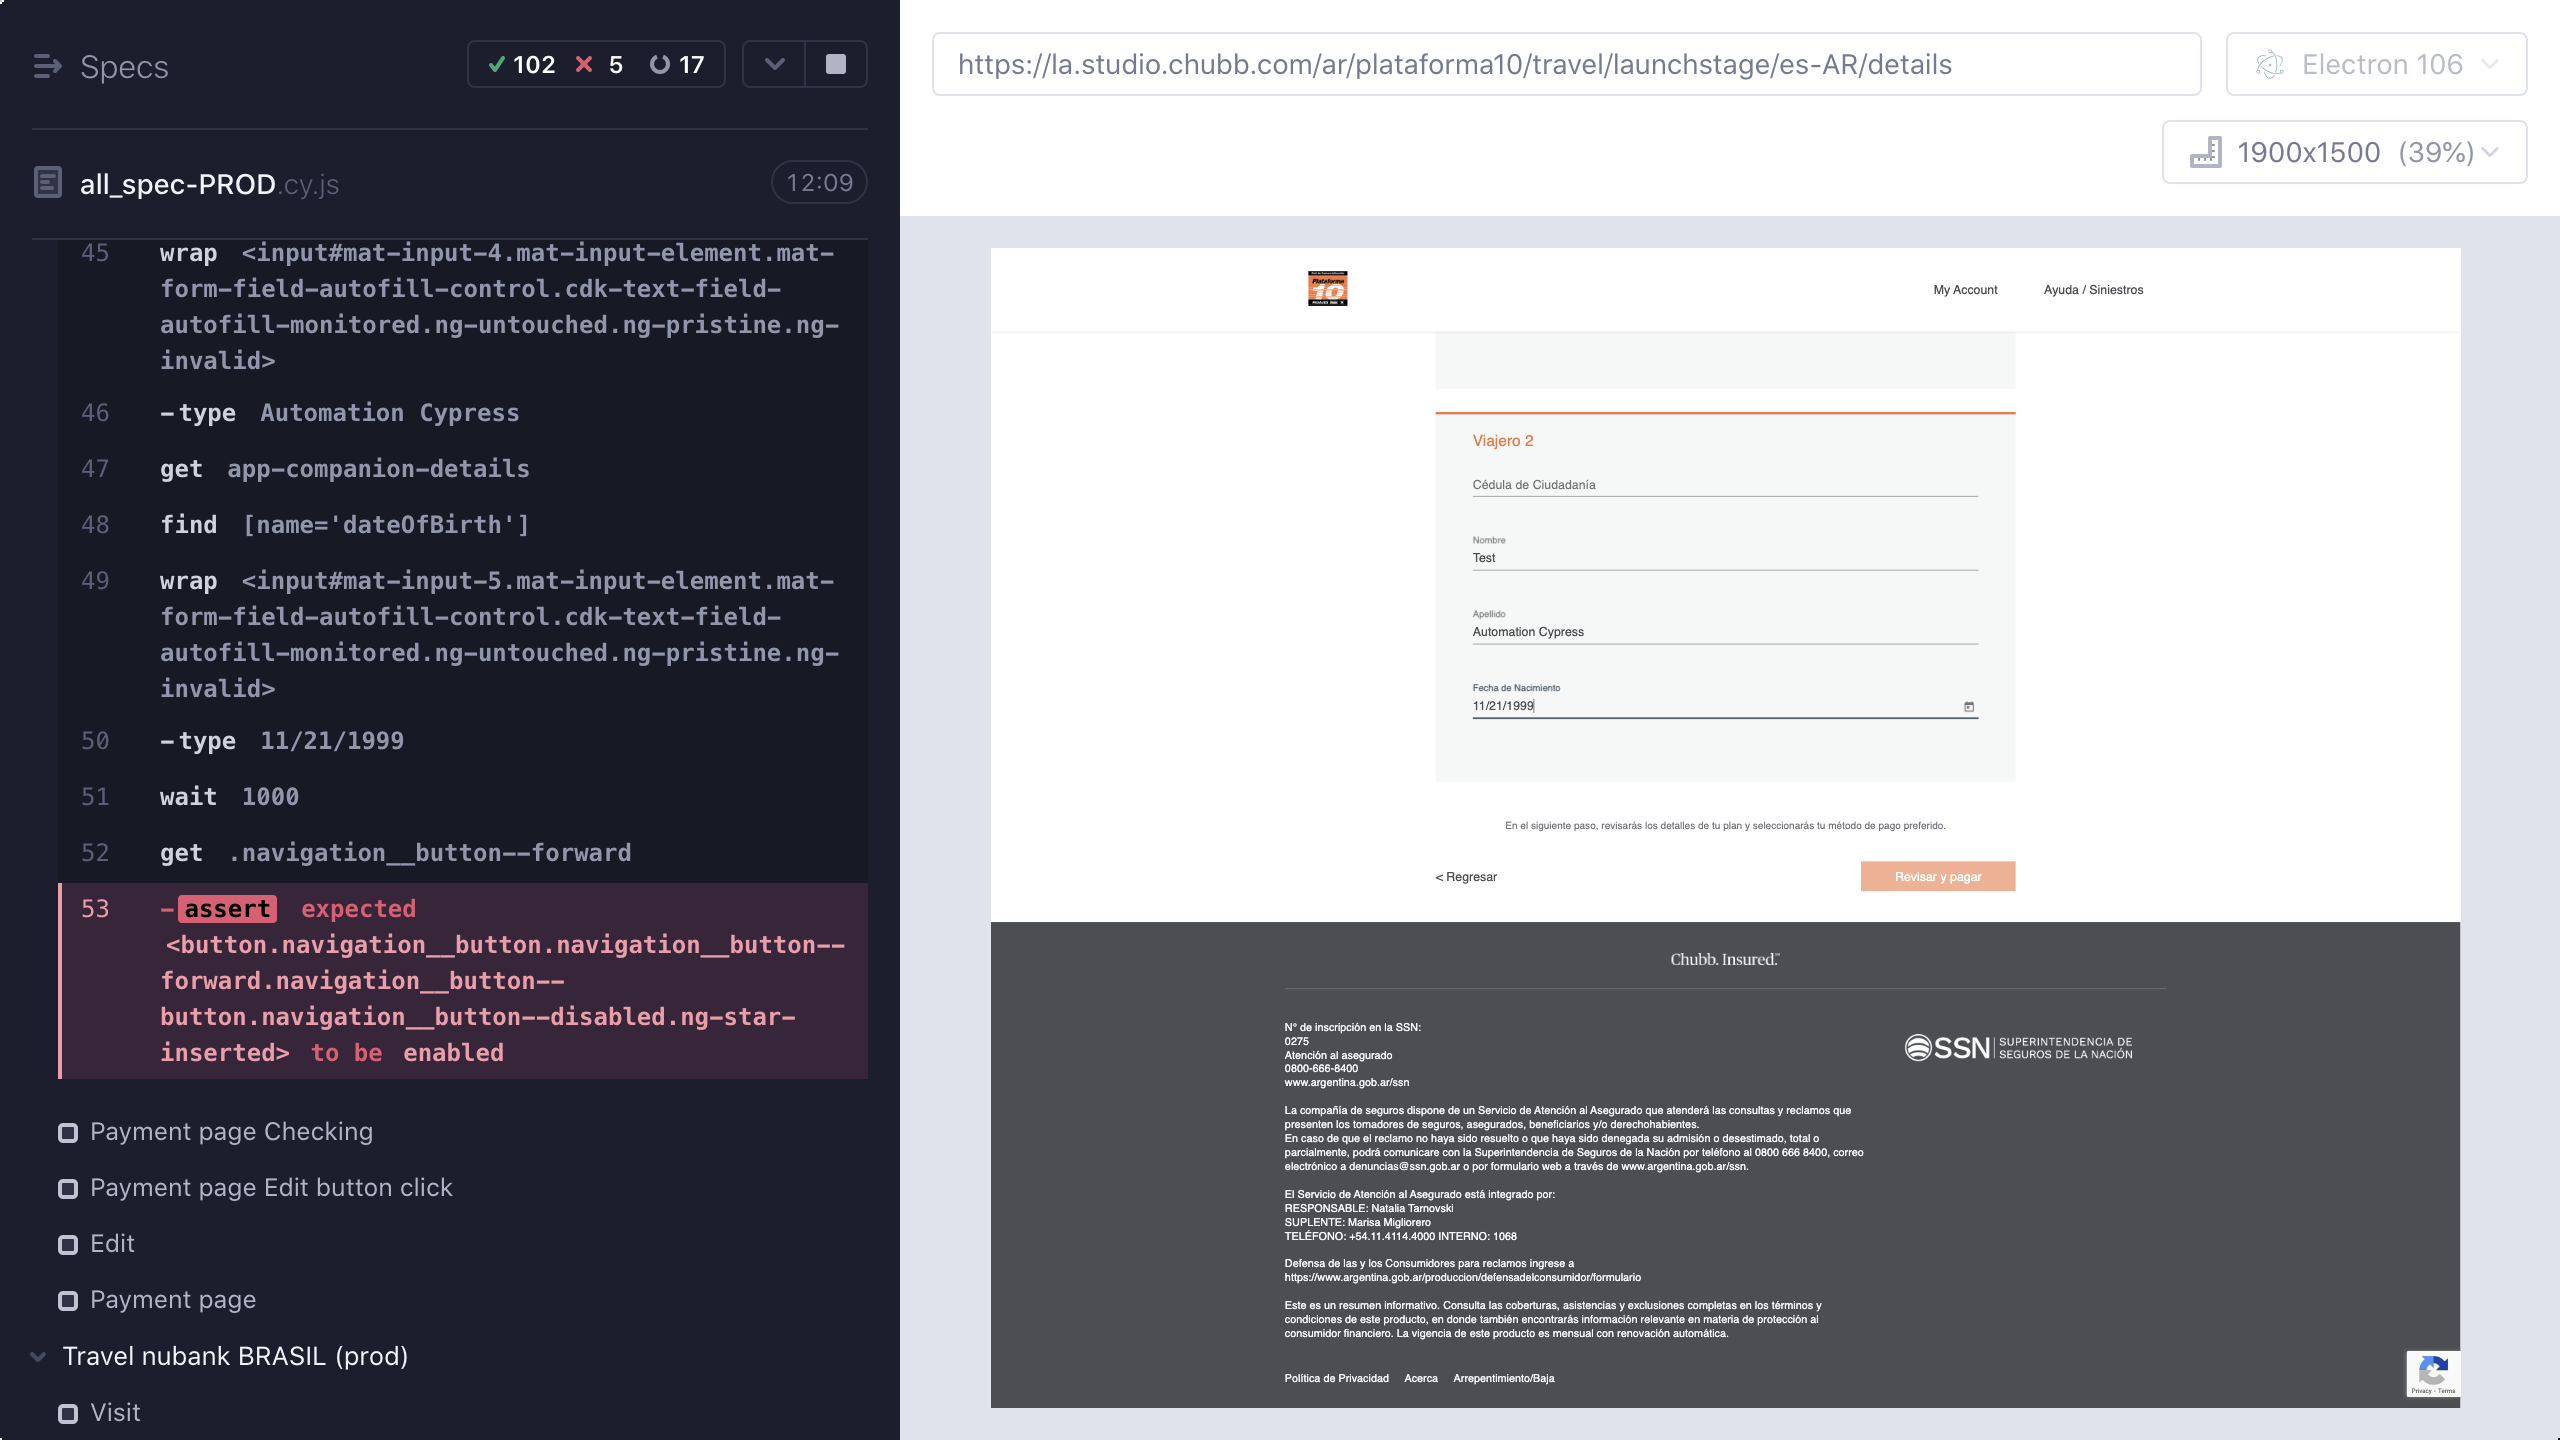 Specs
102 5 17
all_spec-PROD.cy.js
12:09
45 wrap <input#mat-input-4.mat-input-element.mat-
form-field-autofill-control.cdk-text-field-
autofill-monitored.ng-untouched.ng-pristine.ng-
invalid>
46 -type Automation Cypress
47 get app-companion-details
48 find [name='dateOfBirth']
49 wrap <input#mat-input-5.mat-input-element.mat-
form-field-autofill-control.cdk-text-field-
autofill-monitored.ng-untouched.ng-pristine.ng-
invalid>
50 -type 11/21/1999
51 wait 1000
52 get .navigation__button--forward
53 -assert expected
<button.navigation__button.navigation__button--
forward.navigation__button--
button.navigation__button--disabled.ng-star-
inserted> to be enabled
Payment page Checking
Payment page Edit button click
Edit
Payment page
Travel nubank BRASIL (prod)
Visit
https://la.studio.chubb.com/ar/plataforma10/travel/launchstage/es-AR/details
Electron 106
1900x1500 (39%)
Plataforma
10
My Account Ayuda / Siniestros
Viajero 2
Cédula de Ciudadanía
Nombre
Test
Apellido
Automation Cypress
Fecha de Nacimiento
11/21/1999
En el siguiente paso, revisarás los detalles de tu plan y seleccionarás tu método de pago preferido.
< Regresar Revisar y pagar
Chubb. Insured.℠
N° de inscripción en la SSN:
0275
Atención al asegurado
0800-666-8400
www.argentina.gob.ar/ssn
SSN SUPERINTENDENCIA DE
SEGUROS DE LA NACIÓN
La compañía de seguros dispone de un Servicio de Atención al Asegurado que atenderá las consultas y reclamos que
presenten los tomadores de seguros, asegurados, beneficiarios y/o derechohabientes.
En caso de que el reclamo no haya sido resuelto o que haya sido denegada su admisión o desestimado, total o
parcialmente, podrá comunicare con la Superintendencia de Seguros de la Nación por teléfono al 0800 666 8400, correo
electrónico a denuncias@ssn.gob.ar o por formulario web a través de www.argentina.gob.ar/ssn.
El Servicio de Atención al Asegurado está integrado por:
RESPONSABLE: Natalia Tarnovski
SUPLENTE: Marisa Migliorero
TELÉFONO: +54.11.4114.4000 INTERNO: 1068
Defensa de las y los Consumidores para reclamos ingrese a
https://www.argentina.gob.ar/produccion/defensadelconsumidor/formulario
Este es un resumen informativo. Consulta las coberturas, asistencias y exclusiones completas en los términos y
condiciones de este producto, en donde también encontrarás información relevante en materia de protección al
consumidor financiero. La vigencia de este producto es mensual con renovación automática.
Política de Privacidad Acerca Arrepentimiento/Baja
Privacy - Terms